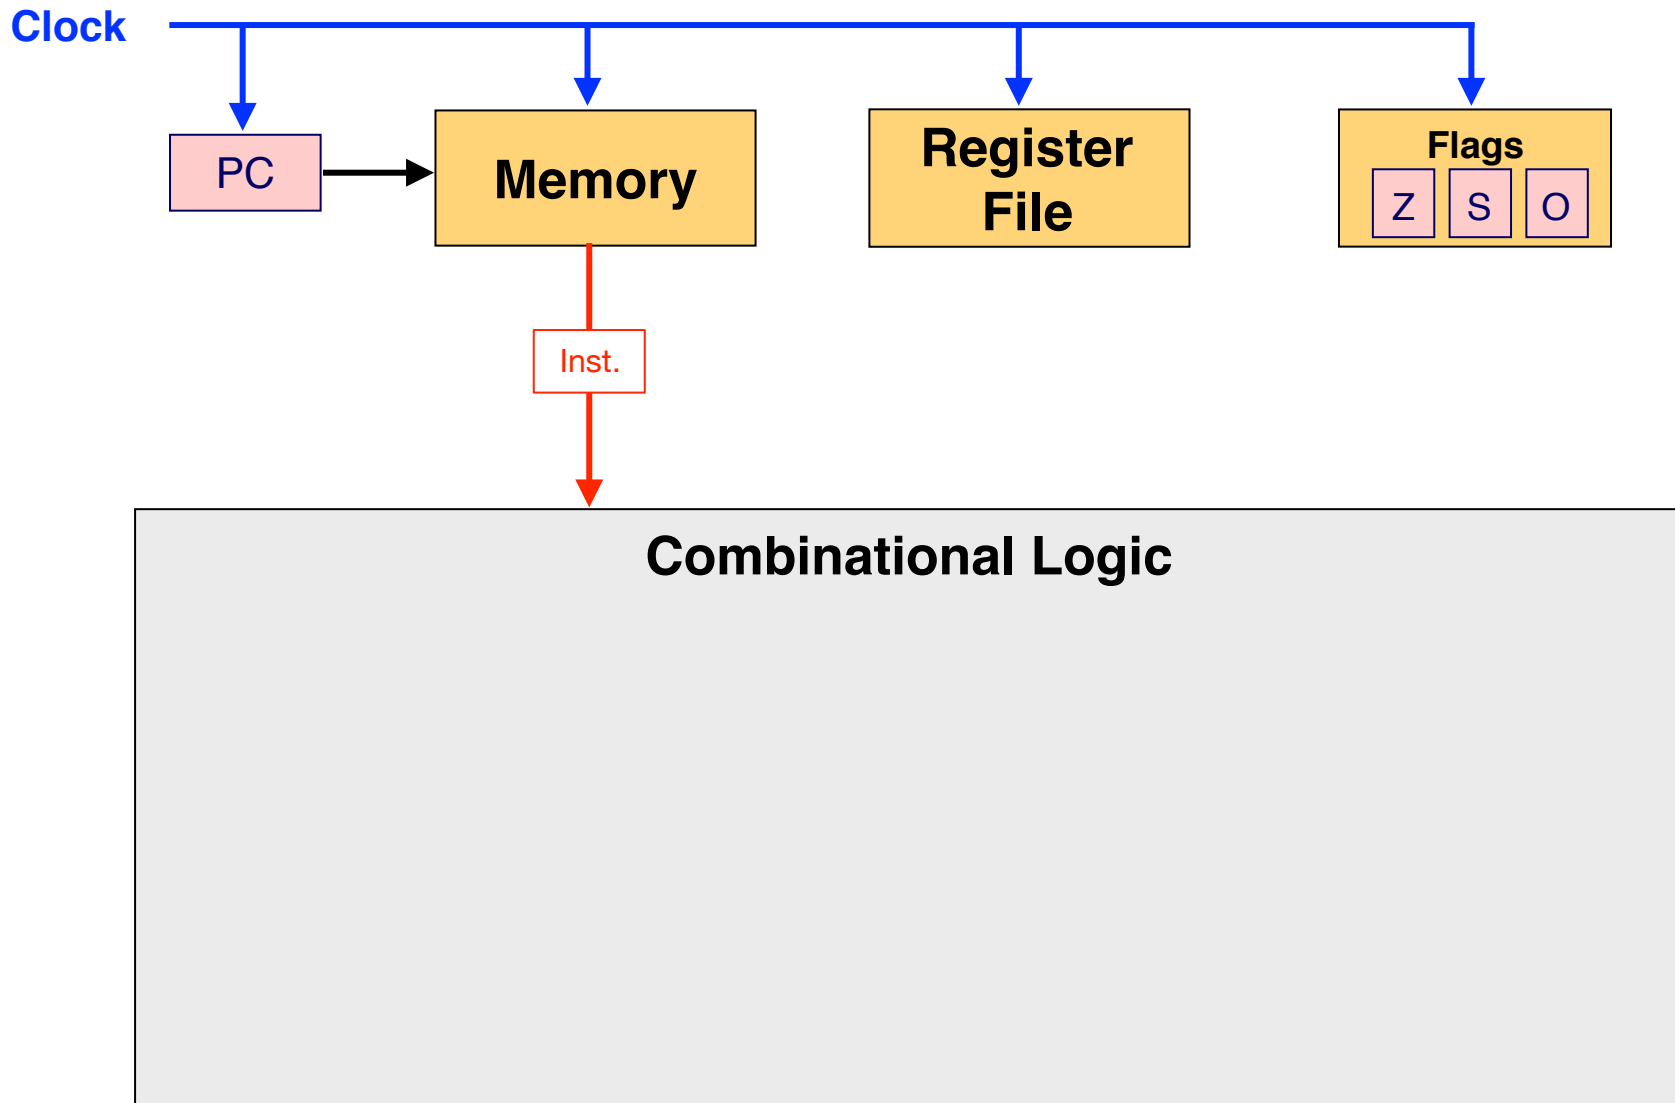 Clock
PC
Memory
Register
File
Flags
Z S O
Inst.
Combinational Logic